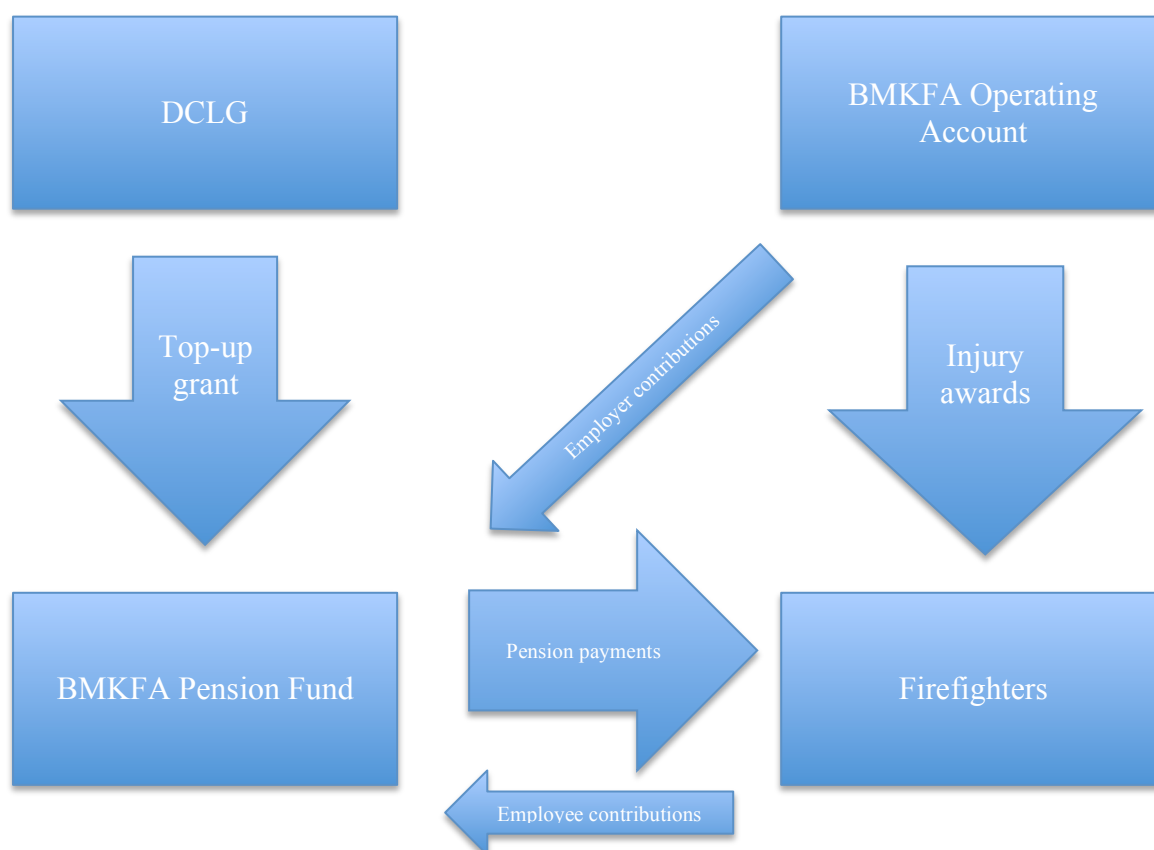 DCLG
BMKFA Operating
Account
Top-up
grant
Employer contributions
Injury
awards
BMKFA Pension Fund
Pension payments
Firefighters
Employee contributions